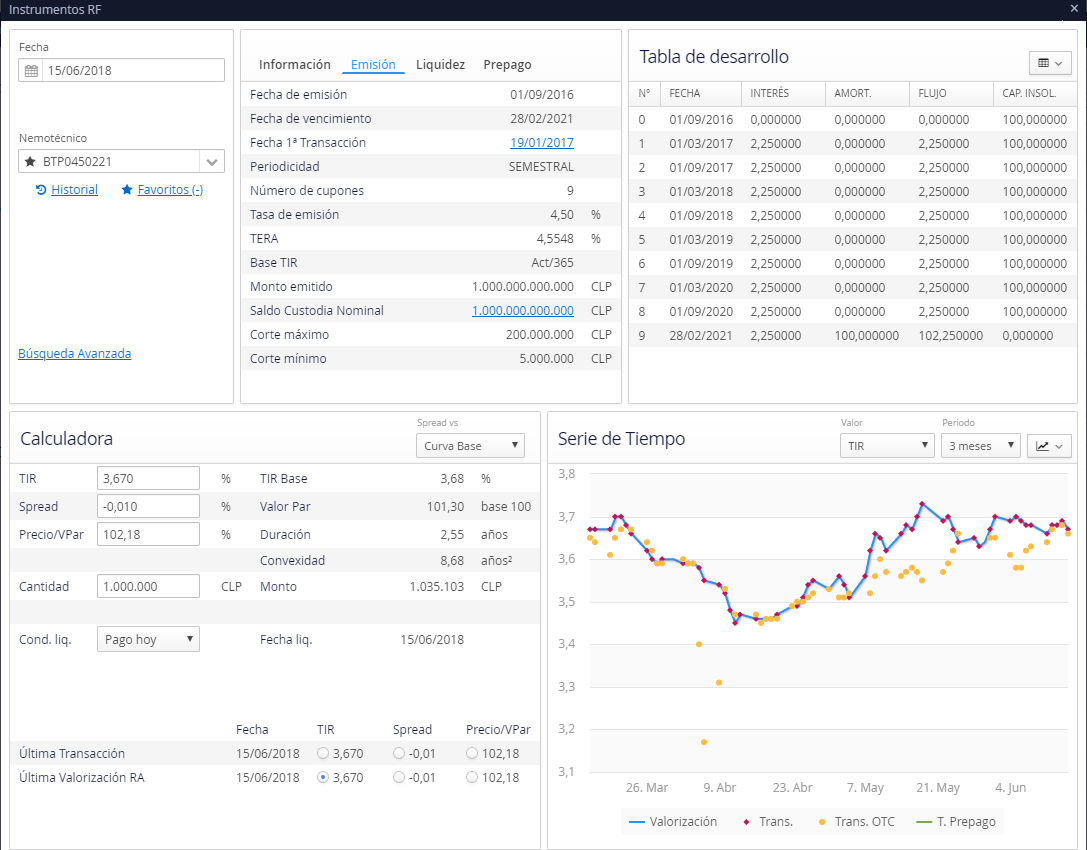 Instrumentos RF
Fecha
15/06/2018
Nemotécnico
BTP0450221
Historial Favoritos (-)
Búsqueda Avanzada
Información Emisión Liquidez Prepago
Fecha de emisión 01/09/2016
Fecha de vencimiento 28/02/2021
Fecha 1ª Transacción 19/01/2017
Periodicidad SEMESTRAL
Número de cupones 9
Tasa de emisión 4,50 %
TERA 4,5548 %
Base TIR Act/365
Monto emitido 1.000.000.000.000 CLP
Saldo Custodia Nominal 1.000.000.000.000 CLP
Corte máximo 200.000.000 CLP
Corte mínimo 5.000.000 CLP
Tabla de desarrollo
Nº FECHA INTERÉS AMORT. FLUJO CAP. INSOL.
0 01/09/2016 0,000000 0,000000 0,000000 100,000000
1 01/03/2017 2,250000 0,000000 2,250000 100,000000
2 01/09/2017 2,250000 0,000000 2,250000 100,000000
3 01/03/2018 2,250000 0,000000 2,250000 100,000000
4 01/09/2018 2,250000 0,000000 2,250000 100,000000
5 01/03/2019 2,250000 0,000000 2,250000 100,000000
6 01/09/2019 2,250000 0,000000 2,250000 100,000000
7 01/03/2020 2,250000 0,000000 2,250000 100,000000
8 01/09/2020 2,250000 0,000000 2,250000 100,000000
9 28/02/2021 2,250000 100,000000 102,250000 0,000000
Calculadora
Spread vs
Curva Base
TIR 3,670 % TIR Base 3,68 %
Spread -0,010 % Valor Par 101,30 base 100
Precio/VPar 102,18 % Duración 2,55 años
Convexidad 8,68 años²
Cantidad 1.000.000 CLP Monto 1.035.103 CLP
Cond. liq. Pago hoy Fecha liq. 15/06/2018
Fecha TIR Spread Precio/VPar
Última Transacción 15/06/2018 3,670 -0,01 102,18
Última Valorización RA 15/06/2018 3,670 -0,01 102,18
Serie de Tiempo
Valor Periodo
TIR 3 meses
3,8
3,7
3,6
3,5
3,4
3,3
3,2
3,1
26. Mar 9. Abr 23. Abr 7. May 21. May 4. Jun
Valorización Trans. Trans. OTC T. Prepago